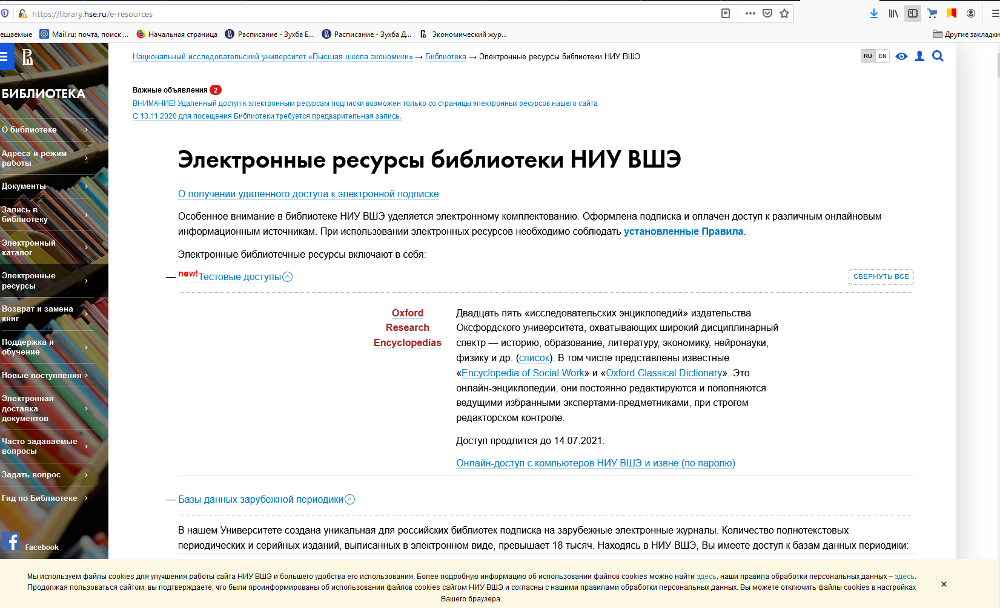 https://library.hse.ru/e-resources
ещаемые
Mail.ru: почта, поиск ...
Начальная страница
Расписание - Зухба Е...
Расписание - Зухба Д...
Экономический жур...
Другие закладки
БИБЛИОТЕКА
О библиотеке
Адреса и режим
работы
Документы
Запись в
библиотеку
Электронный
каталог
Электронные
ресурсы
Возврат и замена
книг
Поддержка и
обучение
Новые поступления
Электронная
доставка
документов
Часто задаваемые
вопросы
Задать вопрос
Гид по Библиотеке
Facebook
Национальный исследовательский университет «Высшая школа экономики» → Библиотека → Электронные ресурсы библиотеки НИУ ВШЭ
RU EN
Важные объявления 2
ВНИМАНИЕ! Удаленный доступ к электронным ресурсам подписки возможен только со страницы электронных ресурсов нашего сайта
С 13.11.2020 для посещения Библиотеки требуется предварительная запись.
Электронные ресурсы библиотеки НИУ ВШЭ
О получении удаленного доступа к электронной подписке
Особенное внимание в библиотеке НИУ ВШЭ уделяется электронному комплектованию. Оформлена подписка и оплачен доступ к различным онлайновым
информационным источникам. При использовании электронных ресурсов необходимо соблюдать установленные Правила.
Электронные библиотечные ресурсы включают в себя:
— new! Тестовые доступы
СВЕРНУТЬ ВСЕ
Oxford
Research
Encyclopedias
Двадцать пять «исследовательских энциклопедий» издательства
Оксфордского университета, охватывающих широкий дисциплинарный
спектр — историю, образование, литературу, экономику, нейронауки,
физику и др. (список). В том числе представлены известные
«Encyclopedia of Social Work» и «Oxford Classical Dictionary». Это
онлайн-энциклопедии, они постоянно редактируются и пополняются
ведущими избранными экспертами-предметниками, при строгом
редакторском контроле.
Доступ продлится до 14.07.2021.
Онлайн-доступ с компьютеров НИУ ВШЭ и извне (по паролю)
— Базы данных зарубежной периодики
В нашем Университете создана уникальная для российских библиотек подписка на зарубежные электронные журналы. Количество полнотекстовых
периодических и серийных изданий, выписанных в электронном виде, превышает 18 тысяч. Находясь в НИУ ВШЭ, Вы имеете доступ к базам данных периодики:
Мы используем файлы cookies для улучшения работы сайта НИУ ВШЭ и большего удобства его использования. Более подробную информацию об использовании файлов cookies можно найти здесь, наши правила обработки персональных данных – здесь.
Продолжая пользоваться сайтом, вы подтверждаете, что были проинформированы об использовании файлов cookies сайтом НИУ ВШЭ и согласны с нашими правилами обработки персональных данных. Вы можете отключить файлы cookies в настройках
Вашего браузера.